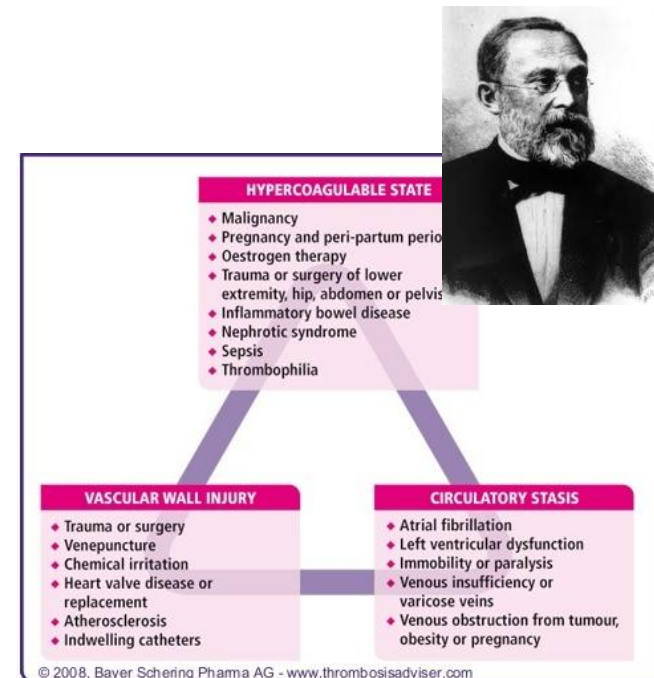 HYPERCOAGULABLE STATE
◆ Malignancy
◆ Pregnancy and peri-partum perio
◆ Oestrogen therapy
◆ Trauma or surgery of lower
extremity, hip, abdomen or pelvis
◆ Inflammatory bowel disease
◆ Nephrotic syndrome
◆ Sepsis
◆ Thrombophilia
VASCULAR WALL INJURY
◆ Trauma or surgery
◆ Venepuncture
◆ Chemical irritation
◆ Heart valve disease or
replacement
◆ Atherosclerosis
◆ Indwelling catheters
CIRCULATORY STASIS
◆ Atrial fibrillation
◆ Left ventricular dysfunction
◆ Immobility or paralysis
◆ Venous insufficiency or
varicose veins
◆ Venous obstruction from tumour,
obesity or pregnancy
© 2008, Bayer Schering Pharma AG - www.thrombosisadviser.com